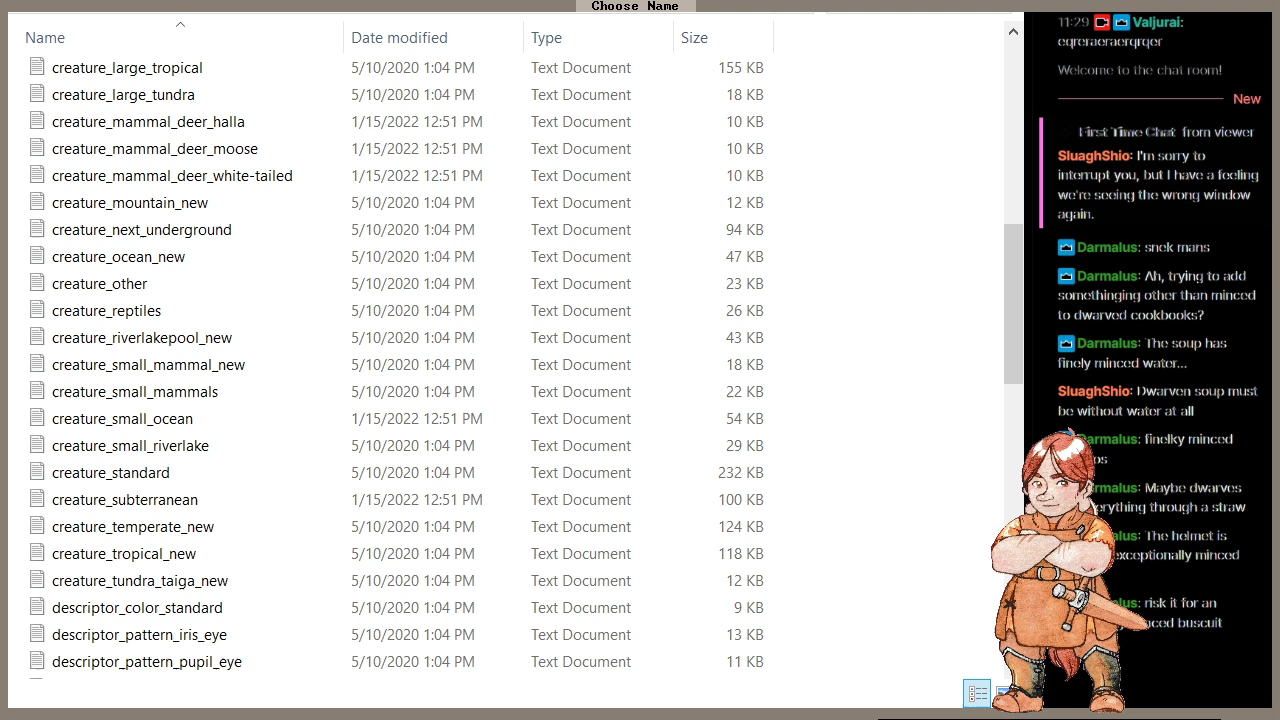 Choose Name
Name Date modified Type Size
creature_large_tropical 5/10/2020 1:04 PM Text Document 155 KB
creature_large_tundra 5/10/2020 1:04 PM Text Document 18 KB
creature_mammal_deer_halla 1/15/2022 12:51 PM Text Document 10 KB
creature_mammal_deer_moose 1/15/2022 12:51 PM Text Document 10 KB
creature_mammal_deer_white-tailed 1/15/2022 12:51 PM Text Document 10 KB
creature_mountain_new 5/10/2020 1:04 PM Text Document 12 KB
creature_next_underground 5/10/2020 1:04 PM Text Document 94 KB
creature_ocean_new 5/10/2020 1:04 PM Text Document 47 KB
creature_other 5/10/2020 1:04 PM Text Document 23 KB
creature_reptiles 5/10/2020 1:04 PM Text Document 26 KB
creature_riverlakepool_new 5/10/2020 1:04 PM Text Document 43 KB
creature_small_mammal_new 5/10/2020 1:04 PM Text Document 18 KB
creature_small_mammals 5/10/2020 1:04 PM Text Document 22 KB
creature_small_ocean 1/15/2022 12:51 PM Text Document 54 KB
creature_small_riverlake 5/10/2020 1:04 PM Text Document 29 KB
creature_standard 5/10/2020 1:04 PM Text Document 232 KB
creature_subterranean 1/15/2022 12:51 PM Text Document 100 KB
creature_temperate_new 5/10/2020 1:04 PM Text Document 124 KB
creature_tropical_new 5/10/2020 1:04 PM Text Document 118 KB
creature_tundra_taiga_new 5/10/2020 1:04 PM Text Document 12 KB
descriptor_color_standard 5/10/2020 1:04 PM Text Document 9 KB
descriptor_pattern_iris_eye 5/10/2020 1:04 PM Text Document 13 KB
descriptor_pattern_pupil_eye 5/10/2020 1:04 PM Text Document 11 KB
11:29 Valjurai:
eqreraeraerqrqer
Welcome to the chat room!
New
First Time Chat from viewer
SluaghShio: I'm sorry to
interrupt you, but I have a feeling
we're seeing the wrong window
again.
Darmalus: snek mans
Darmalus: Ah, trying to add
somethinging other than minced
to dwarved cookbooks?
Darmalus: The soup has
finely minced water...
SluaghShio: Dwarven soup must
be without water at all
armalus: finelky minced
os
rmalus: Maybe dwarves
erything through a straw
alus: The helmet is
exceptionally minced
lus: risk it for an
nced buscuit